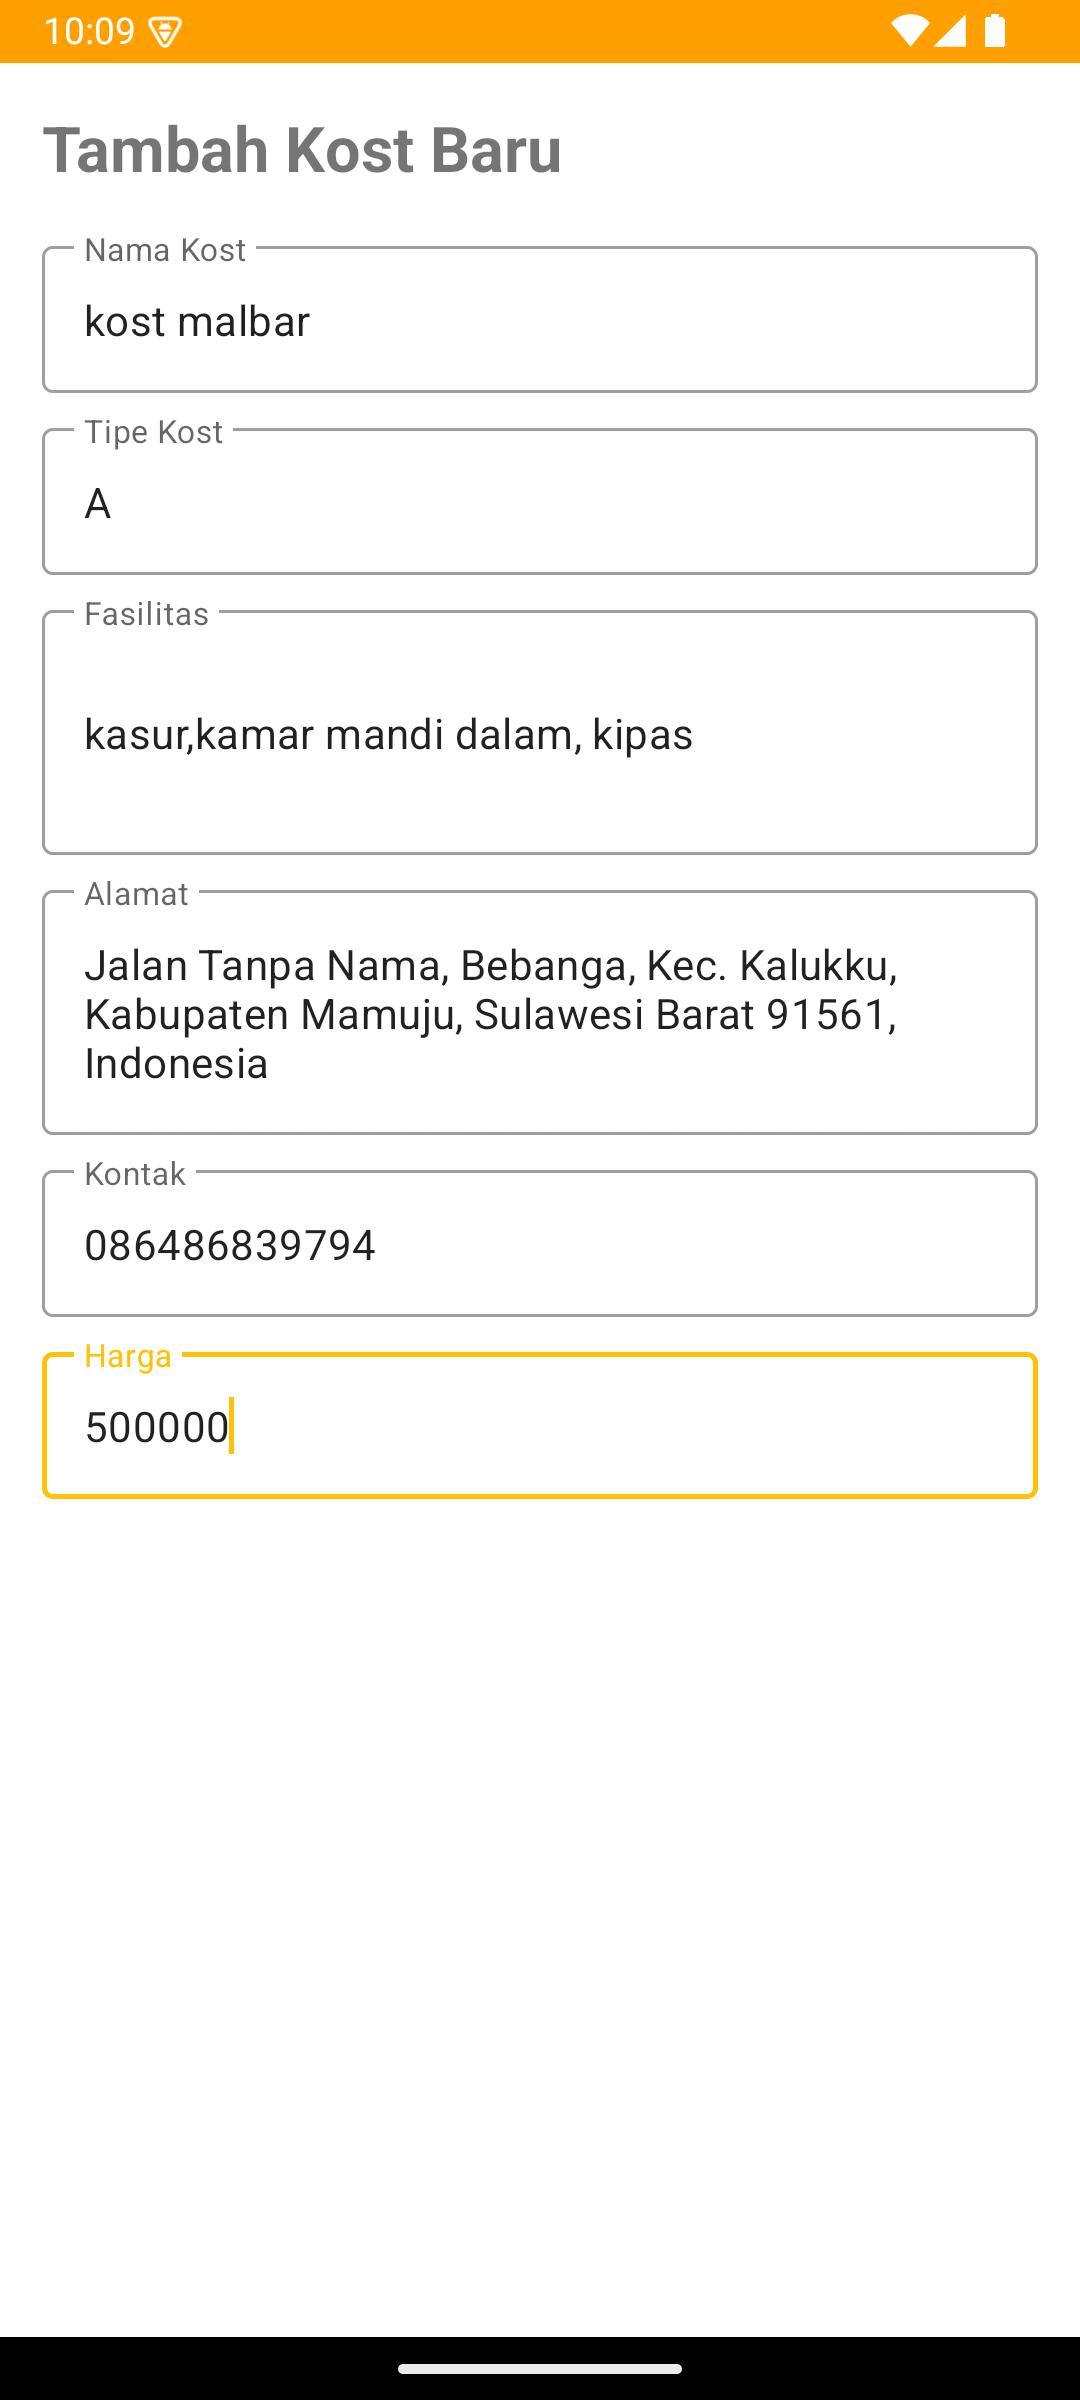 10:09
Tambah Kost Baru
Nama Kost
kost malbar
Tipe Kost
A
Fasilitas
kasur,kamar mandi dalam, kipas
Alamat
Jalan Tanpa Nama, Bebanga, Kec. Kalukku,
Kabupaten Mamuju, Sulawesi Barat 91561,
Indonesia
Kontak
086486839794
Harga
500000